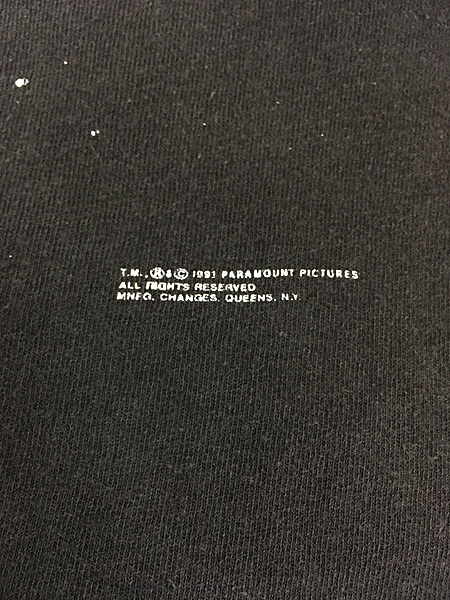 T.M., ® & © 1991 PARAMOUNT PICTURES
ALL RIGHTS RESERVED
MNFG. CHANGES, QUEENS, N.Y.